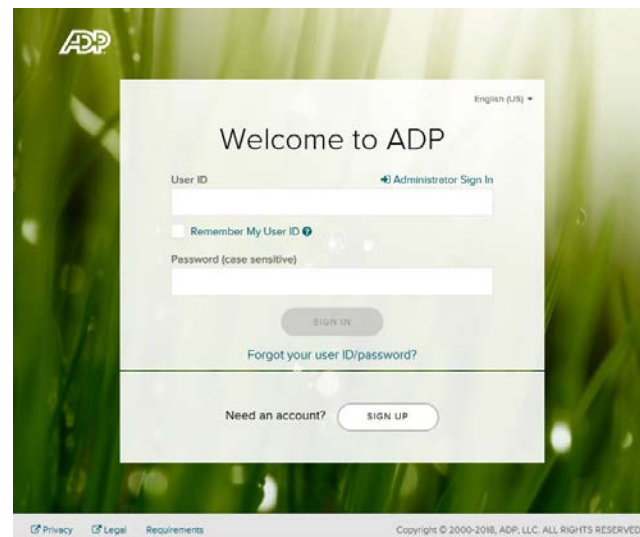 ADP
English (US)
Welcome to ADP
User ID
Administrator Sign In
Remember My User ID
Password (case sensitive)
SIGN IN
Forgot your user ID/password?
Need an account?
SIGN UP
Privacy
Legal
Requirements
Copyright © 2000-2018, ADP, LLC. ALL RIGHTS RESERVED